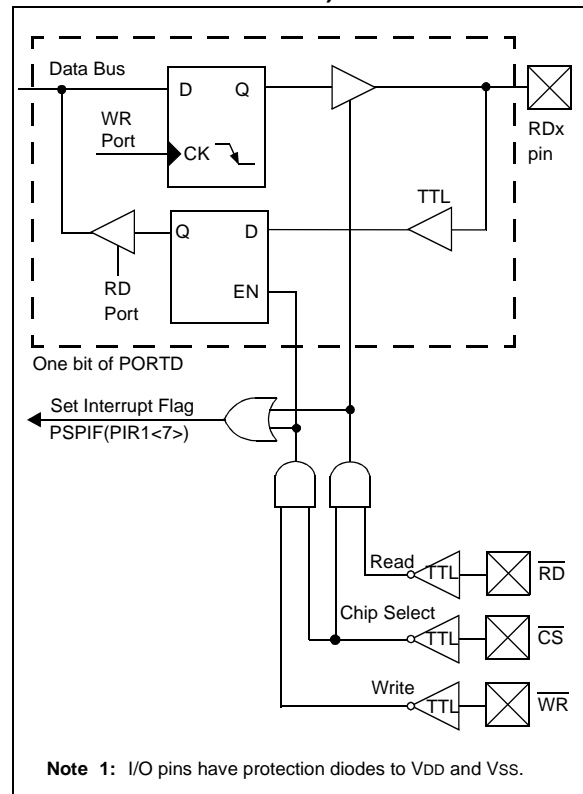 Data Bus
D Q
WR
Port
CK
RDx
pin
TTL
Q D
RD
Port
EN
One bit of PORTD
Set Interrupt Flag
PSPIF(PIR1<7>)
Read
TTL
RD
Chip Select
TTL
CS
Write
TTL
WR
Note 1: I/O pins have protection diodes to VDD and VSS.